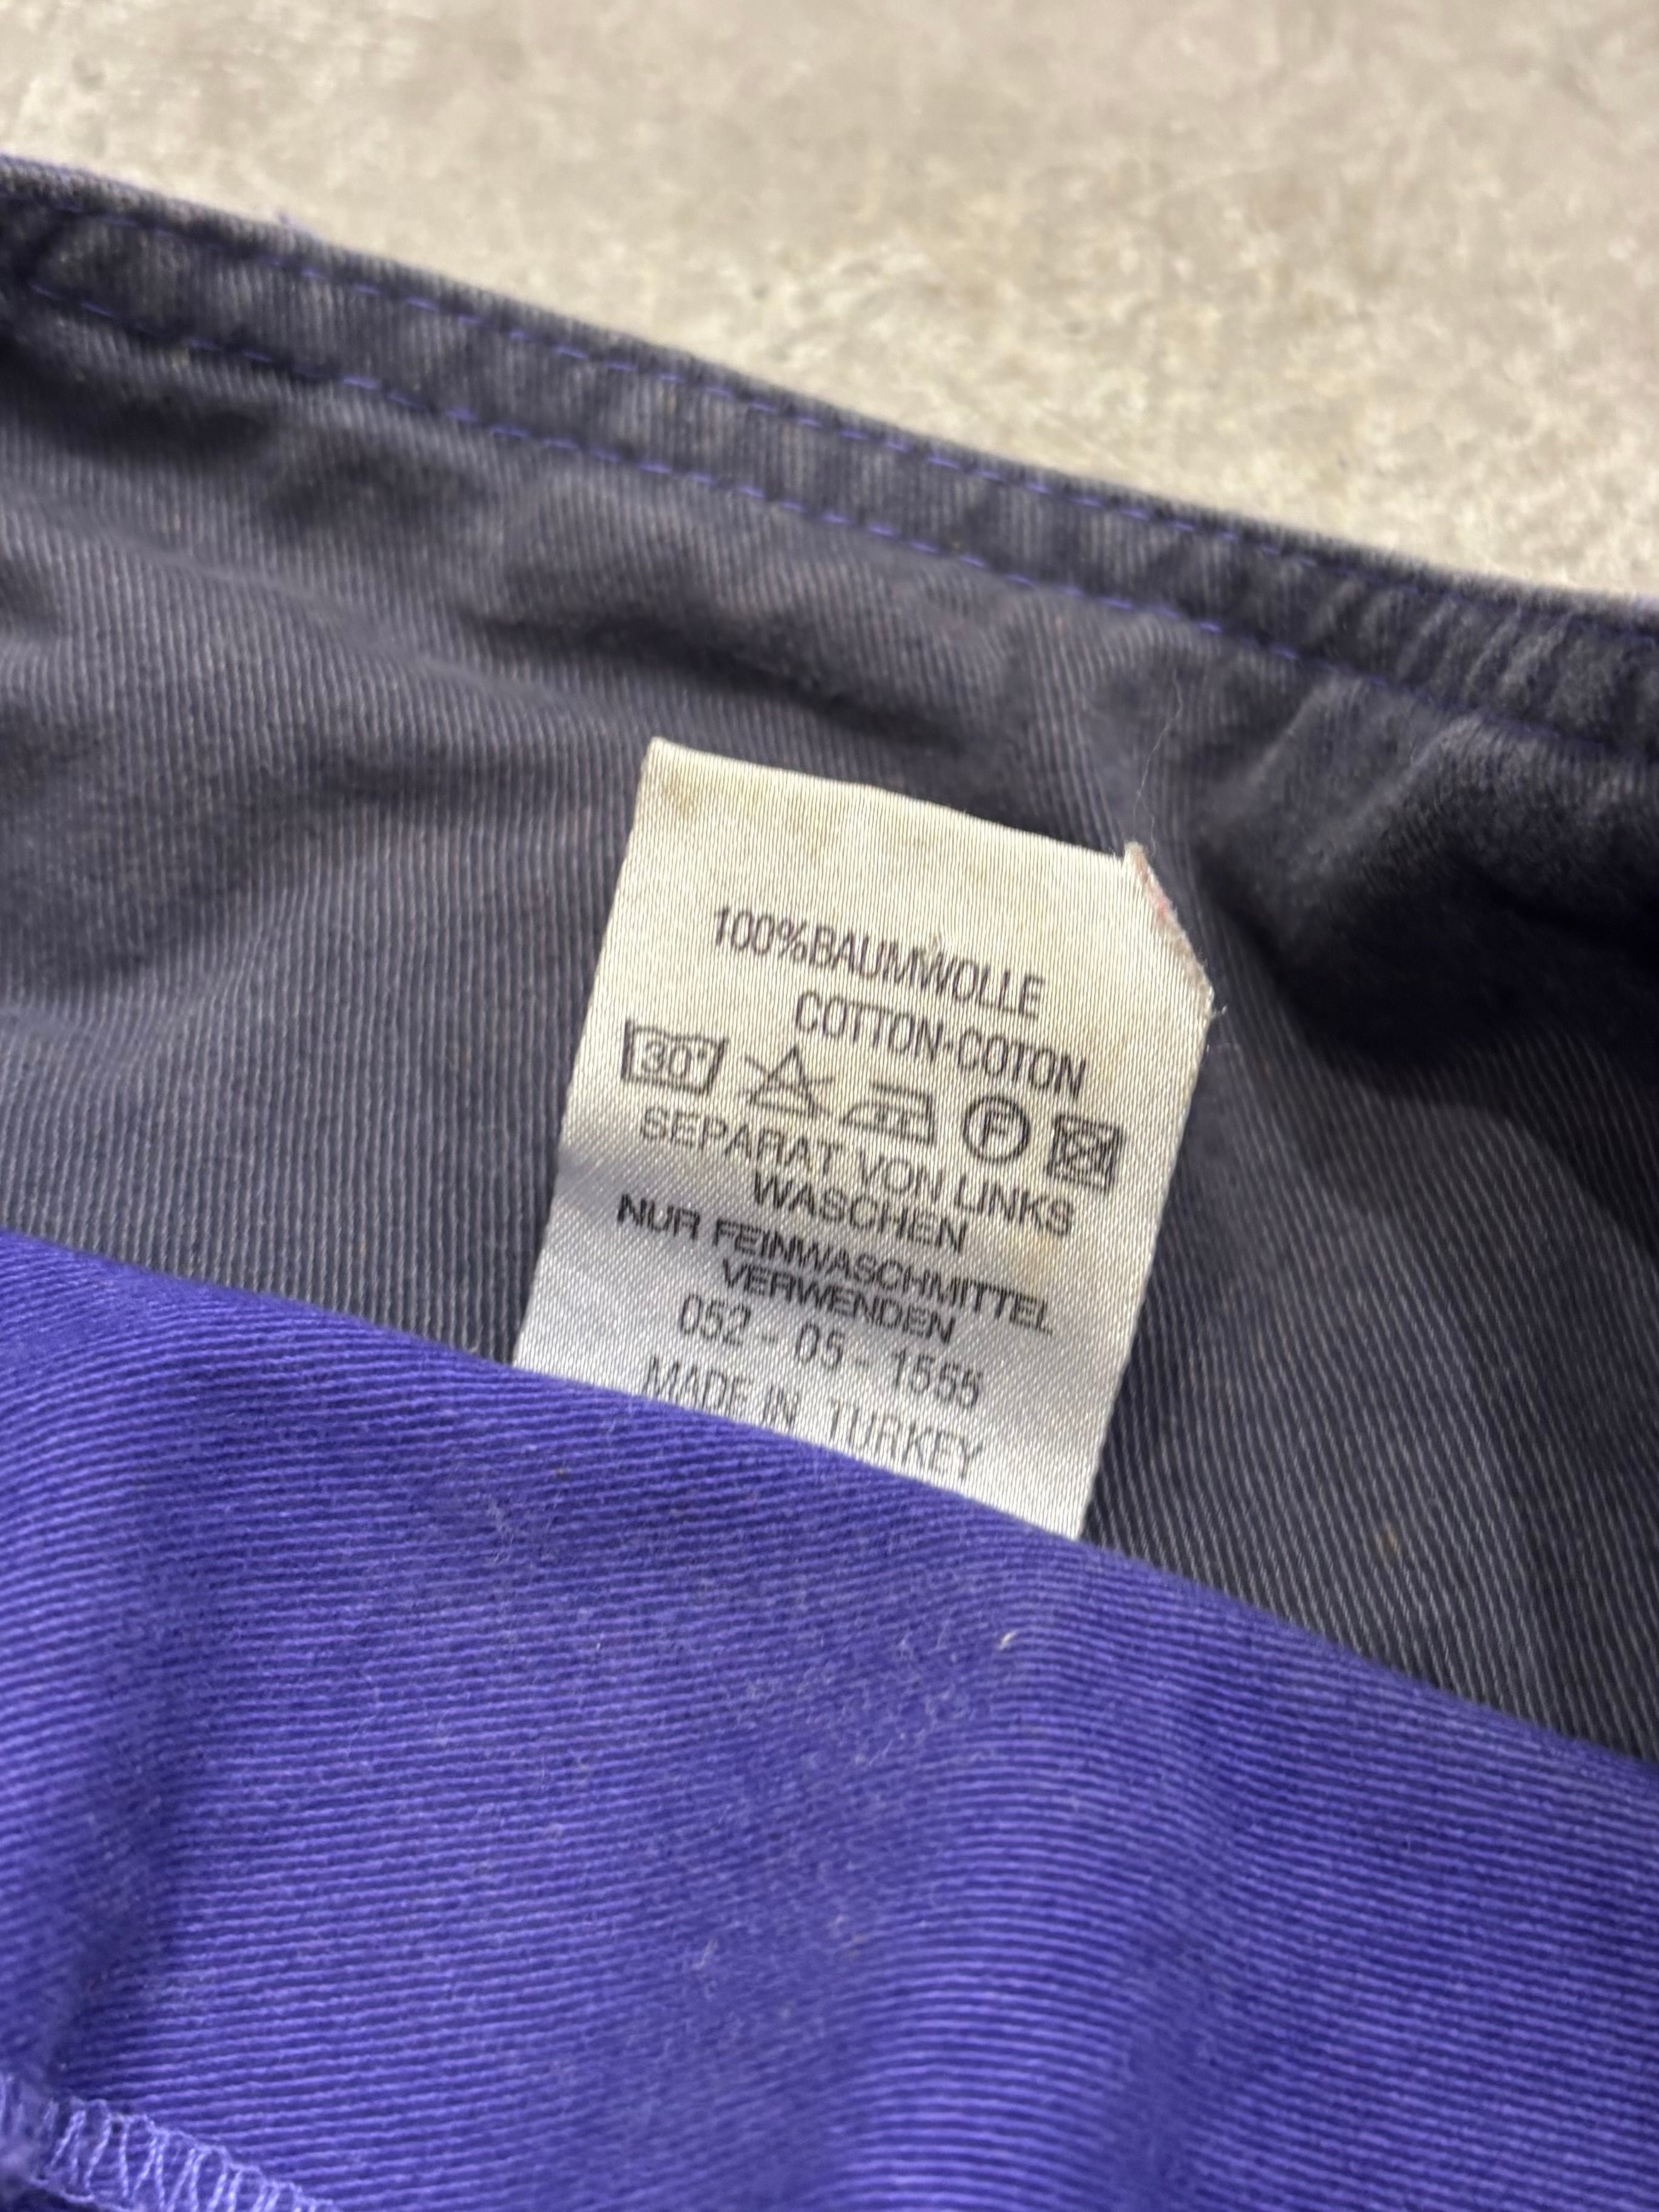 100%BAUMWOLLE
COTTON-COTON
30°
F
SEPARAT VON LINKS
WASCHEN
NUR FEINWASCHMITTEL
VERWENDEN
052 - 05 - 1555
MADE IN TURKEY